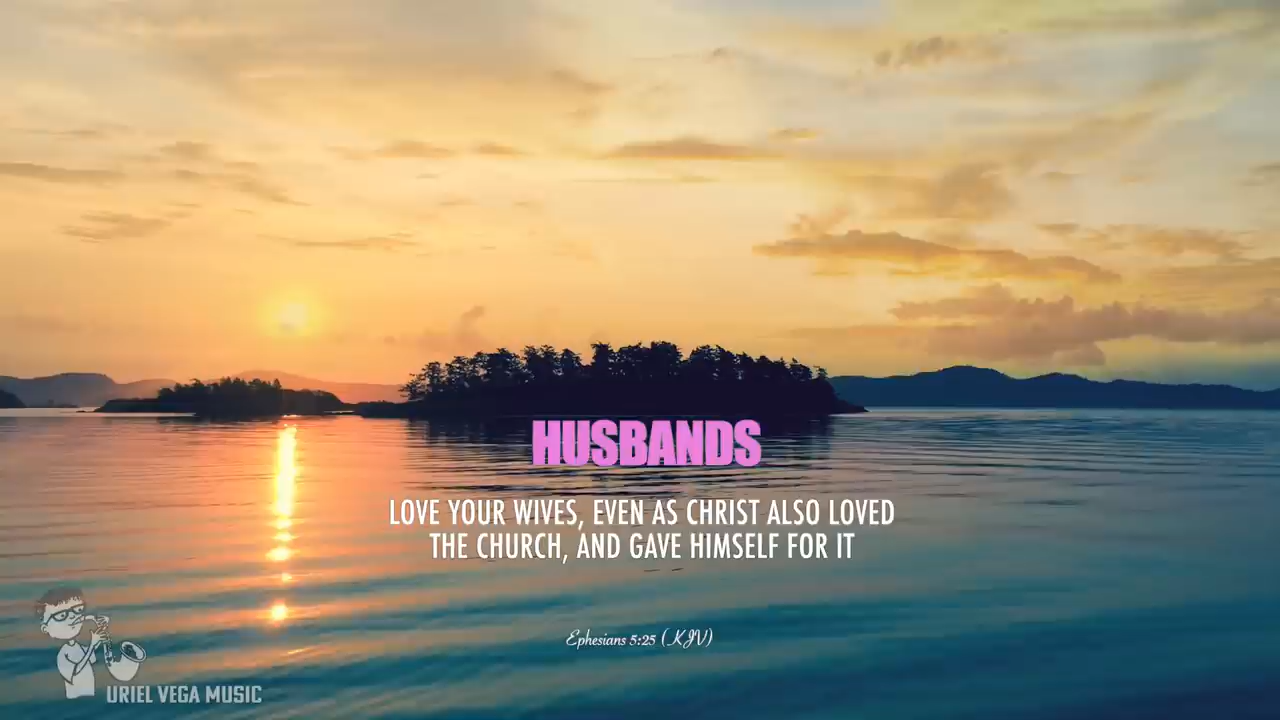 HUSBANDS
LOVE YOUR WIVES, EVEN AS CHRIST ALSO LOVED
THE CHURCH, AND GAVE HIMSELF FOR IT
Ephesians 5:25 (KJV)
URIEL VEGA MUSIC